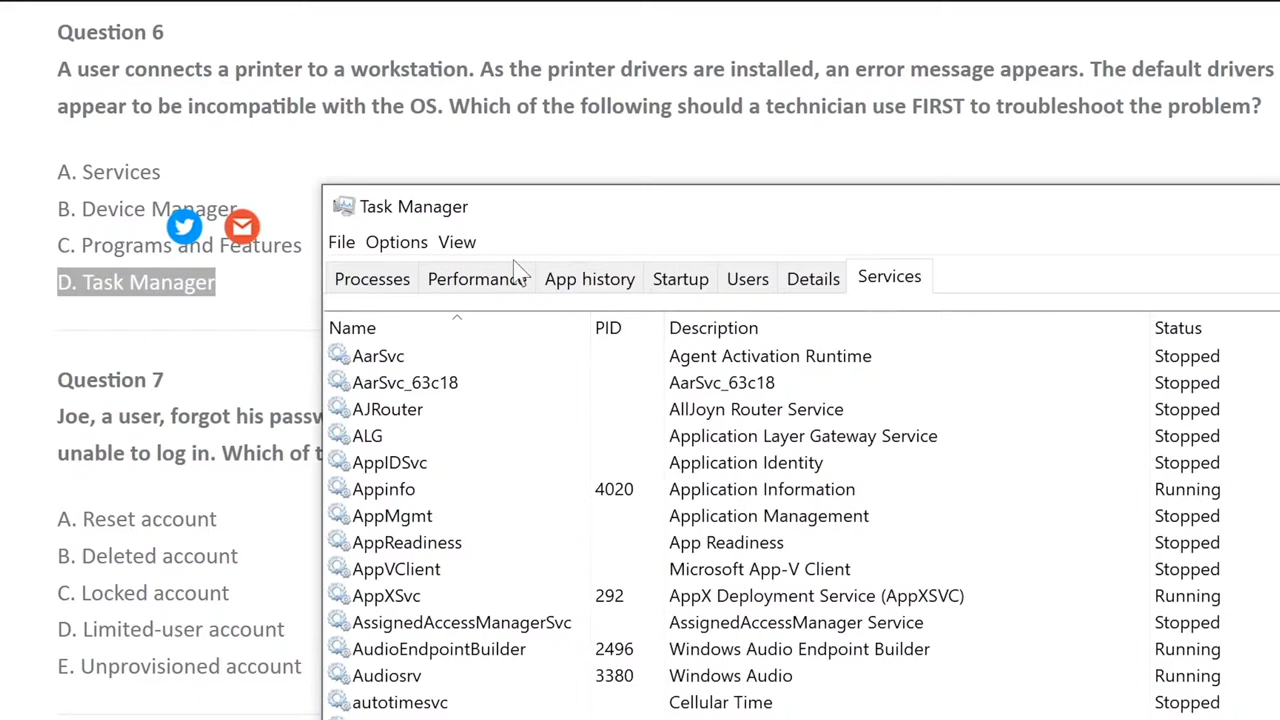 Question 6
A user connects a printer to a workstation. As the printer drivers are installed, an error message appears. The default drivers
appear to be incompatible with the OS. Which of the following should a technician use FIRST to troubleshoot the problem?
A. Services
B. Device Manager
C. Programs and Features
D. Task Manager
Question 7
Joe, a user, forgot his passw
unable to log in. Which of t
A. Reset account
B. Deleted account
C. Locked account
D. Limited-user account
E. Unprovisioned account
Task Manager
File Options View
Processes Performance App history Startup Users Details Services
Name PID Description Status
AarSvc Agent Activation Runtime Stopped
AarSvc_63c18 AarSvc_63c18 Stopped
AJRouter AllJoyn Router Service Stopped
ALG Application Layer Gateway Service Stopped
AppIDSvc Application Identity Stopped
Appinfo 4020 Application Information Running
AppMgmt Application Management Stopped
AppReadiness App Readiness Stopped
AppVClient Microsoft App-V Client Stopped
AppXSvc 292 AppX Deployment Service (AppXSVC) Running
AssignedAccessManagerSvc AssignedAccessManager Service Stopped
AudioEndpointBuilder 2496 Windows Audio Endpoint Builder Running
Audiosrv 3380 Windows Audio Running
autotimesvc Cellular Time Stopped